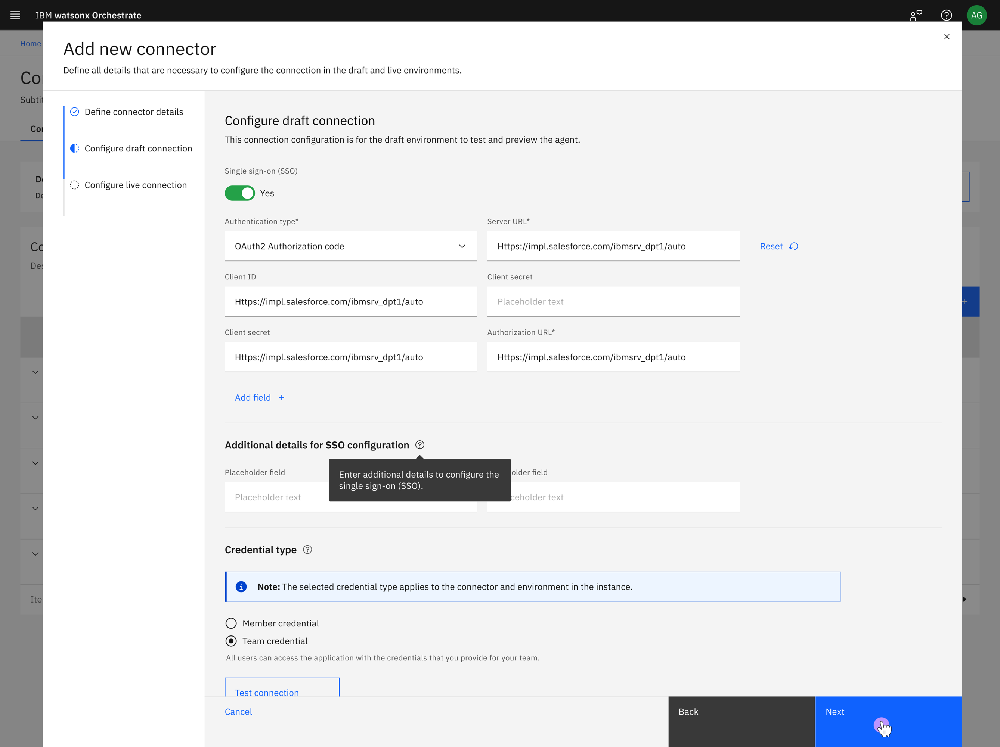 IBM watsonx Orchestrate
AG
Home
Add new connector
Define all details that are necessary to configure the connection in the draft and live environments.
Define connector details
Configure draft connection
Configure live connection
Configure draft connection
This connection configuration is for the draft environment to test and preview the agent.
Single sign-on (SSO)
Yes
Authentication type*
Server URL*
OAuth2 Authorization code
Https://impl.salesforce.com/ibmsrv_dpt1/auto
Reset
Client ID
Client secret
Https://impl.salesforce.com/ibmsrv_dpt1/auto
Placeholder text
Client secret
Authorization URL*
Https://impl.salesforce.com/ibmsrv_dpt1/auto
Https://impl.salesforce.com/ibmsrv_dpt1/auto
Add field +
Additional details for SSO configuration
Enter additional details to configure the
single sign-on (SSO).
Placeholder field
older field
Placeholder text
ceholder text
Credential type
Note: The selected credential type applies to the connector and environment in the instance.
Member credential
Team credential
All users can access the application with the credentials that you provide for your team.
Test connection
Cancel
Back
Next